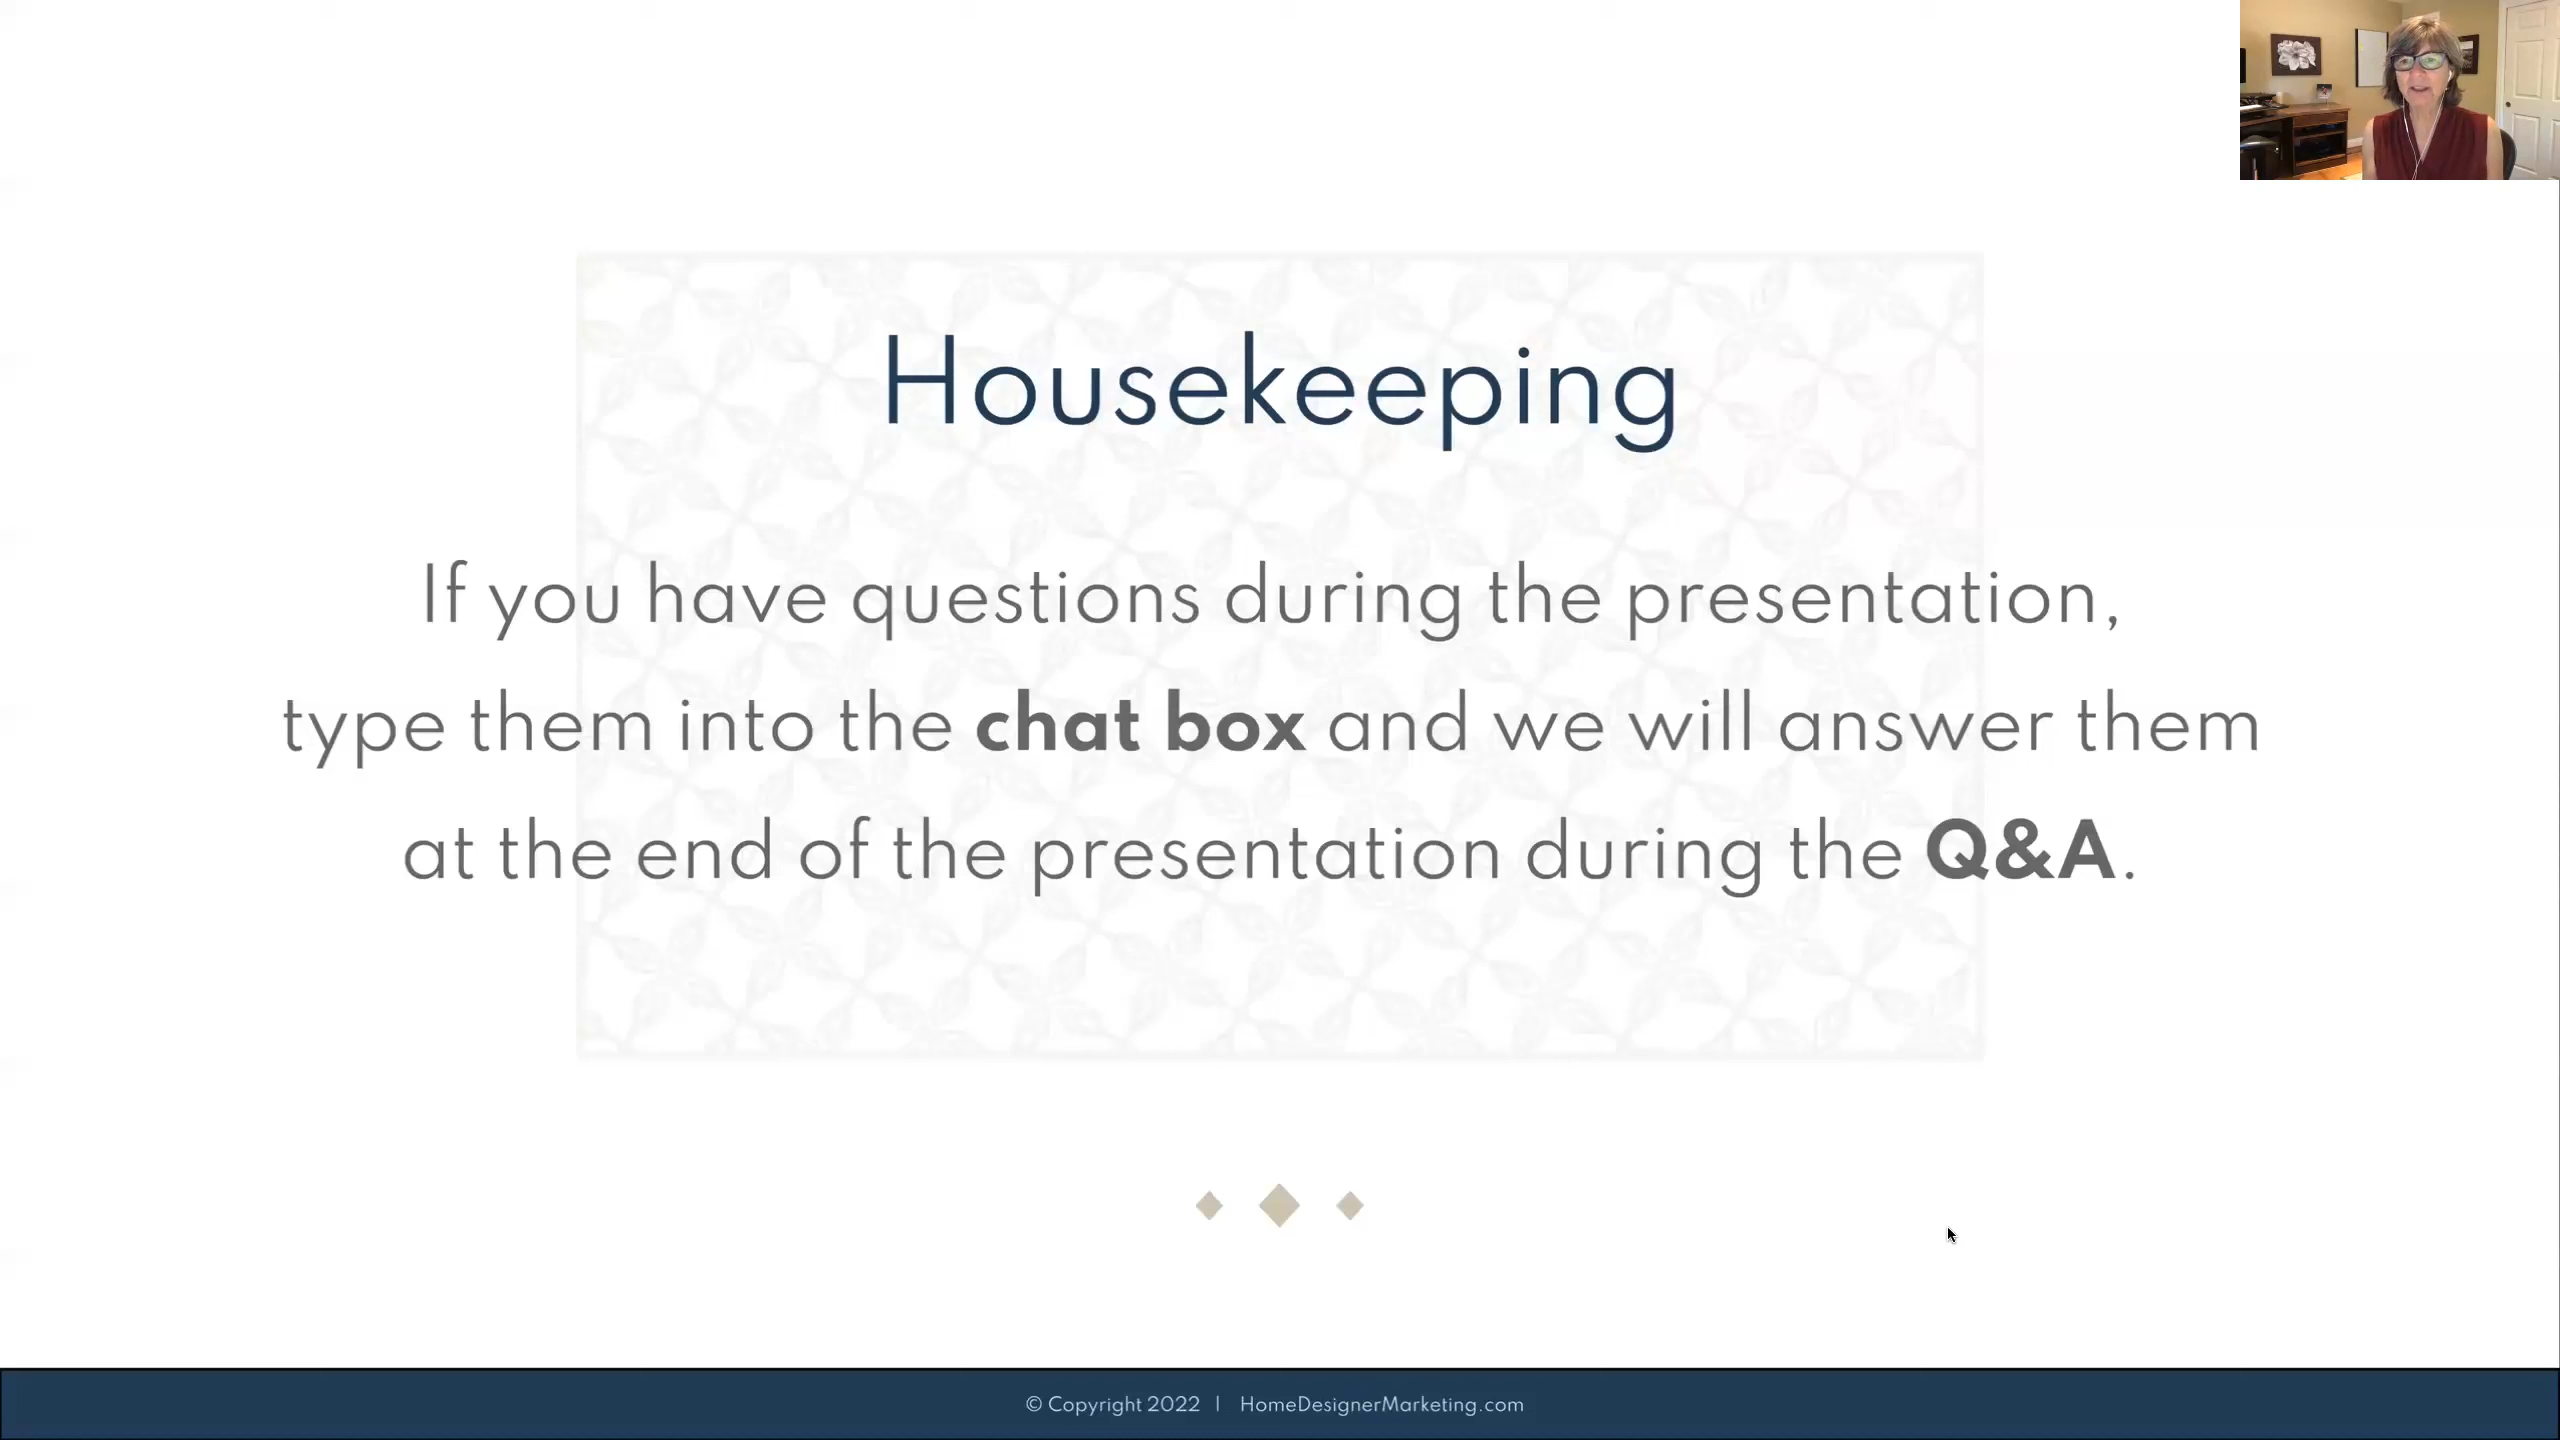 Housekeeping
If you have questions during the presentation,
type them into the chat box and we will answer them
at the end of the presentation during the Q&A.
© Copyright 2022 | HomeDesignerMarketing.com